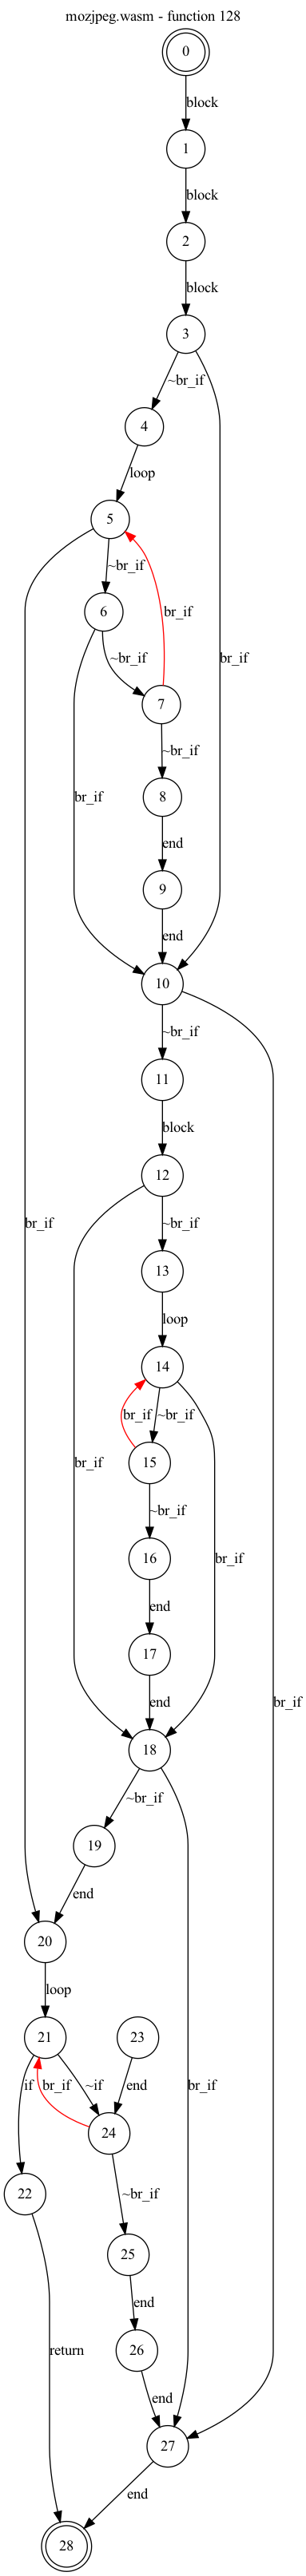 mozjpeg.wasm - function 128
0
block
1
block
2
block
3
~br_if
4
loop
5
~br_if
6
br_if
br_if
~br_if
7
~br_if
br_if
8
end
9
end
10
~br_if
11
block
12
br_if
~br_if
13
loop
14
br_if
~br_if
15
br_if
br_if
~br_if
16
end
17
end
18
br_if
~br_if
19
end
20
loop
21
23
if
br_if
~if
end
br_if
24
22
~br_if
25
end
26
return
end
27
end
28